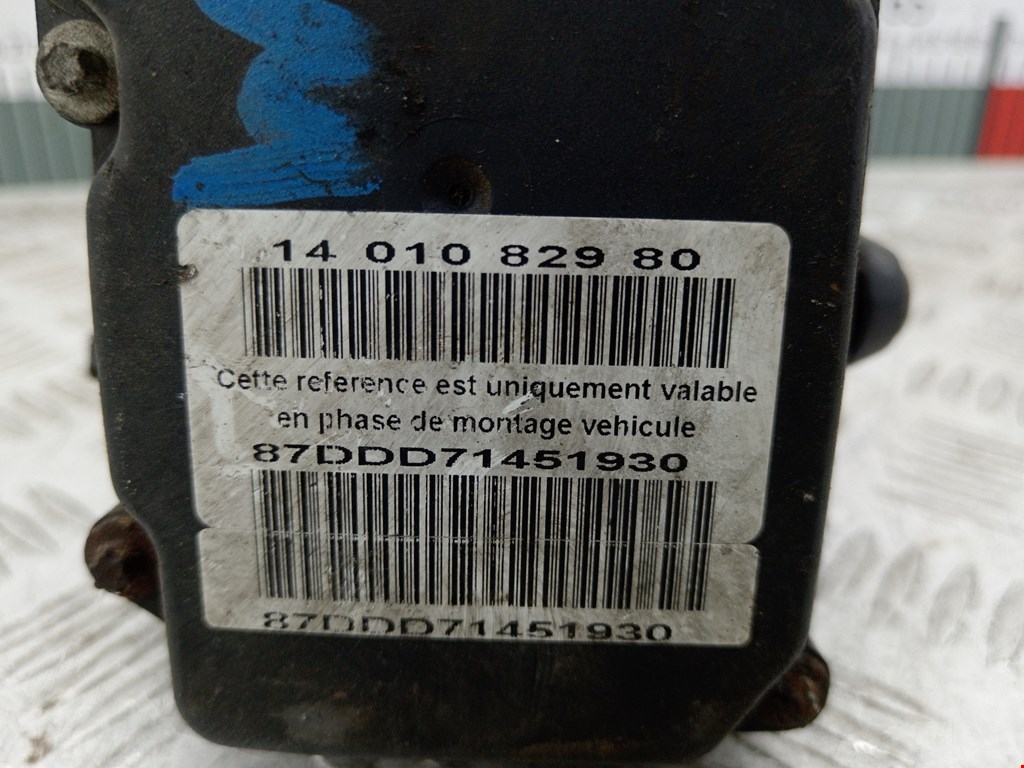 14 010 829 80
Cette reference est uniquement valable
en phase de montage vehicule
87DDD71451930
87DDD71451930